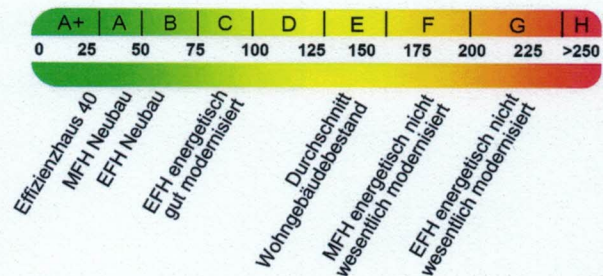 A+ A B C D E F G H
0 25 50 75 100 125 150 175 200 225 >250
Effizienzhaus 40
MFH Neubau
EFH Neubau
EFH energetisch
gut modernisiert
Durchschnitt
Wohngebäudebestand
MFH energetisch nicht
wesentlich modernisiert
EFH energetisch nicht
wesentlich modernisiert